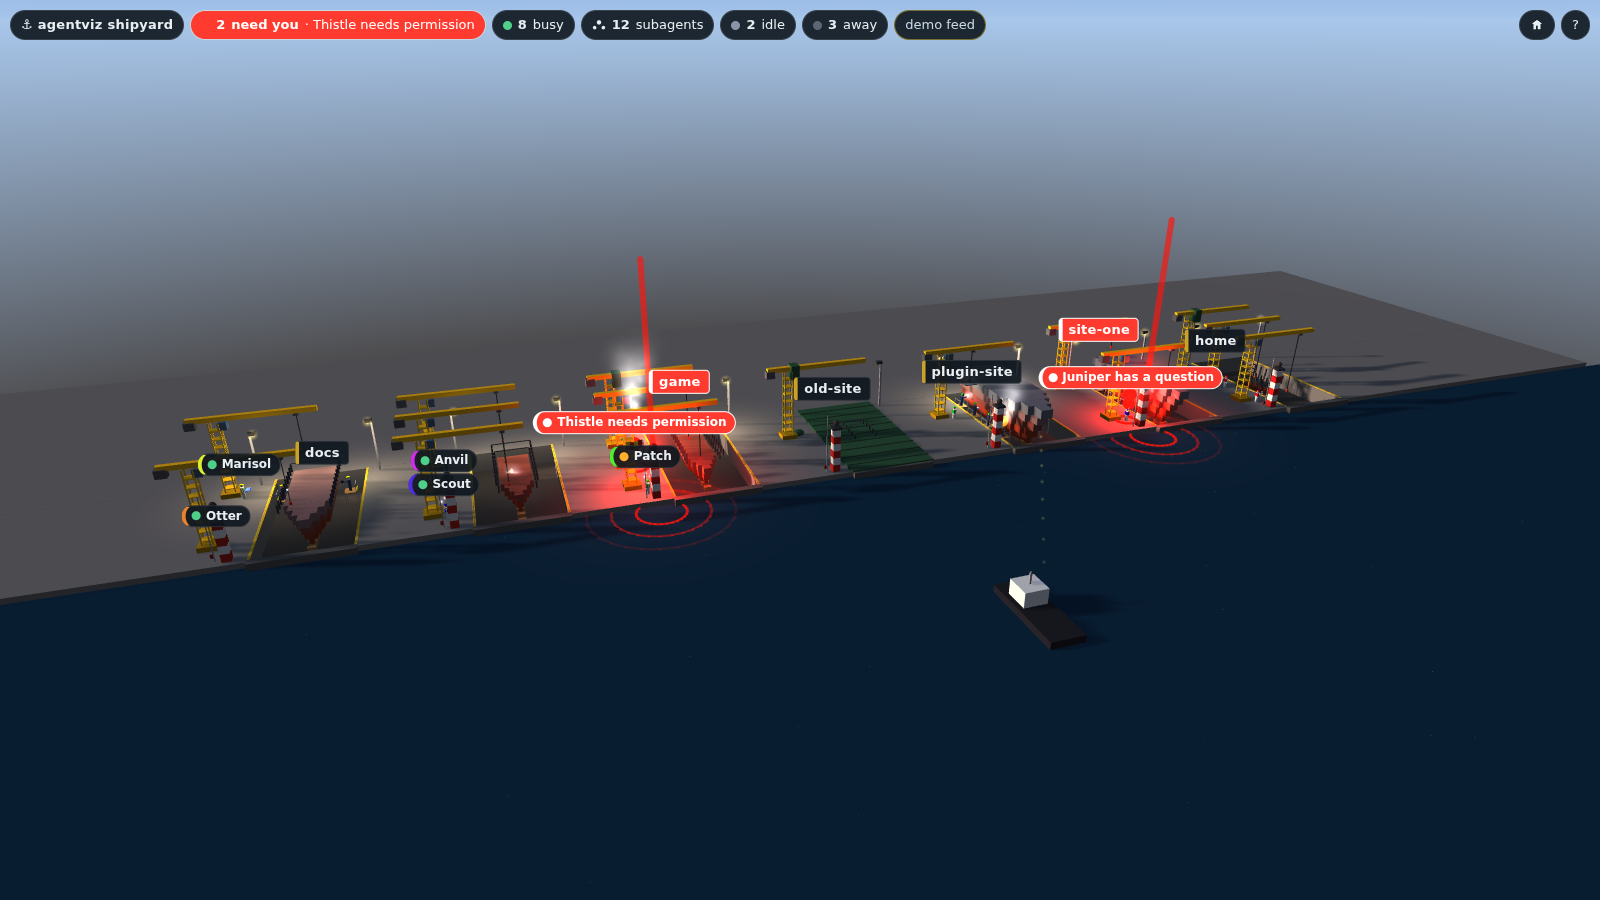 agentviz shipyard
2 need you · Thistle needs permission
8 busy
12 subagents
2 idle
3 away
demo feed
?
site-one
home
plugin-site
Juniper has a question
game
old-site
Thistle needs permission
docs
Marisol
Anvil
Patch
Scout
Otter